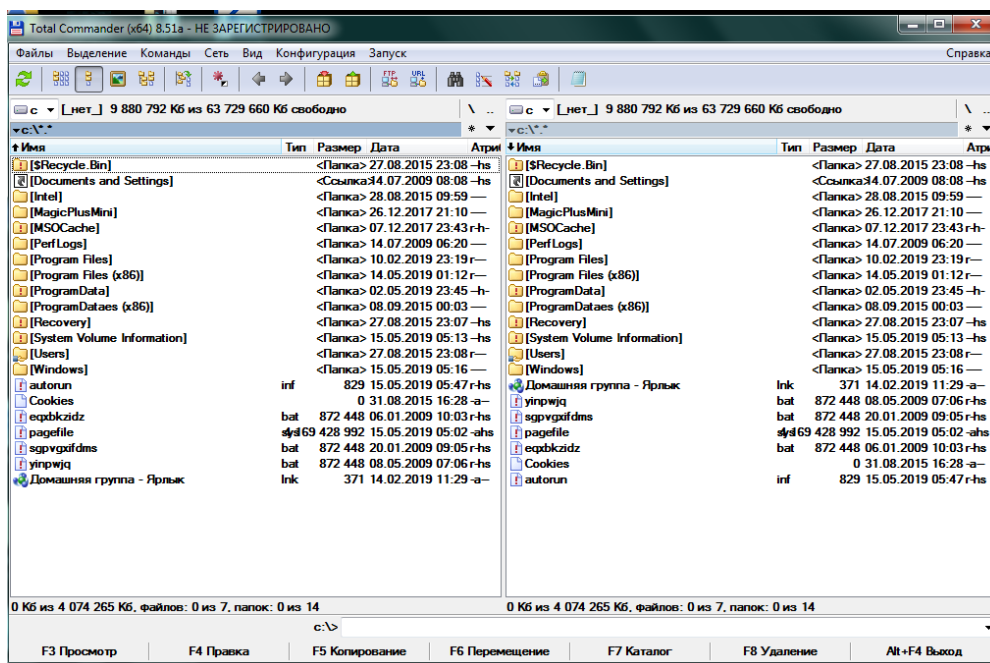 Total Commander (x64) 8.51a - НЕ ЗАРЕГИСТРИРОВАНО
Файлы Выделение Команды Сеть Вид Конфигурация Запуск Справка
FTP URL
c [_нет_] 9 880 792 Кб из 63 729 660 Кб свободно \ ..
c:\*.* *
Имя Тип Размер Дата Атри
[$Recycle.Bin] <Папка> 27.08.2015 23:08 -hs
[Documents and Settings] <Ссылка> 14.07.2009 08:08 -hs
[Intel] <Папка> 28.08.2015 09:59 —
[MagicPlusMini] <Папка> 26.12.2017 21:10 —
[MSOCache] <Папка> 07.12.2017 23:43 r-h-
[PerfLogs] <Папка> 14.07.2009 06:20 —
[Program Files] <Папка> 10.02.2019 23:19 r—
[Program Files (x86)] <Папка> 14.05.2019 01:12 r—
[ProgramData] <Папка> 02.05.2019 23:45 -h-
[ProgramDataes (x86)] <Папка> 08.09.2015 00:03 —
[Recovery] <Папка> 27.08.2015 23:07 -hs
[System Volume Information] <Папка> 15.05.2019 05:13 -hs
[Users] <Папка> 27.08.2015 23:08 r—
[Windows] <Папка> 15.05.2019 05:16 —
autorun inf 829 15.05.2019 05:47 r-hs
Cookies 0 31.08.2015 16:28 -a--
eqxbkzidz bat 872 448 06.01.2009 10:03 r-hs
pagefile 169 428 992 15.05.2019 05:02 -ahs
sgpvgxifdms bat 872 448 20.01.2009 09:05 r-hs
yinpwjq bat 872 448 08.05.2009 07:06 r-hs
Домашняя группа - Ярлык lnk 371 14.02.2019 11:29 -a--
0 Кб из 4 074 265 Кб, файлов: 0 из 7, папок: 0 из 14
c [_нет_] 9 880 792 Кб из 63 729 660 Кб свободно \ ..
c:\*.* *
Имя Тип Размер Дата Атри
[$Recycle.Bin] <Папка> 27.08.2015 23:08 -hs
[Documents and Settings] <Ссылка> 14.07.2009 08:08 -hs
[Intel] <Папка> 28.08.2015 09:59 —
[MagicPlusMini] <Папка> 26.12.2017 21:10 —
[MSOCache] <Папка> 07.12.2017 23:43 r-h-
[PerfLogs] <Папка> 14.07.2009 06:20 —
[Program Files] <Папка> 10.02.2019 23:19 r—
[Program Files (x86)] <Папка> 14.05.2019 01:12 r—
[ProgramData] <Папка> 02.05.2019 23:45 -h-
[ProgramDataes (x86)] <Папка> 08.09.2015 00:03 —
[Recovery] <Папка> 27.08.2015 23:07 -hs
[System Volume Information] <Папка> 15.05.2019 05:13 -hs
[Users] <Папка> 27.08.2015 23:08 r—
[Windows] <Папка> 15.05.2019 05:16 —
Домашняя группа - Ярлык lnk 371 14.02.2019 11:29 -a--
yinpwjq bat 872 448 08.05.2009 07:06 r-hs
sgpvgxifdms bat 872 448 20.01.2009 09:05 r-hs
pagefile 169 428 992 15.05.2019 05:02 -ahs
eqxbkzidz bat 872 448 06.01.2009 10:03 r-hs
Cookies 0 31.08.2015 16:28 -a--
autorun inf 829 15.05.2019 05:47 r-hs
0 Кб из 4 074 265 Кб, файлов: 0 из 7, папок: 0 из 14
c:\>
F3 Просмотр F4 Правка F5 Копирование F6 Перемещение F7 Каталог F8 Удаление Alt+F4 Выход